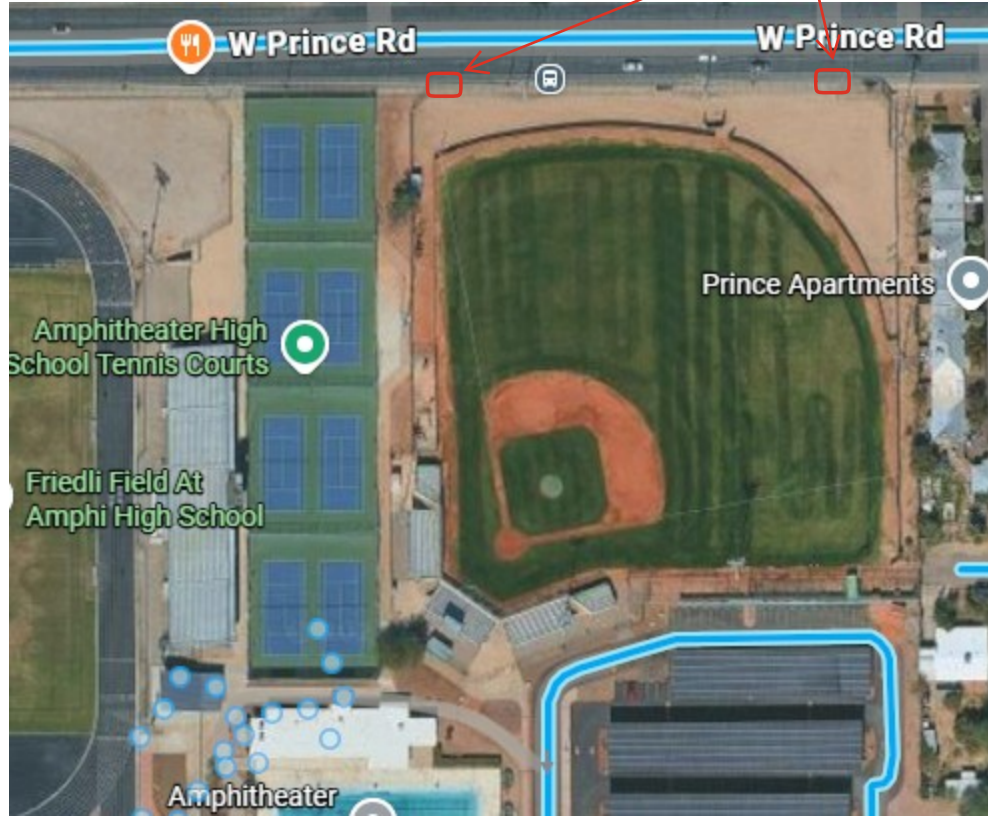 W Prince Rd
W Prince Rd
Prince Apartments
Amphitheater High
School Tennis Courts
Friedli Field At
Amphi High School
Amphitheater